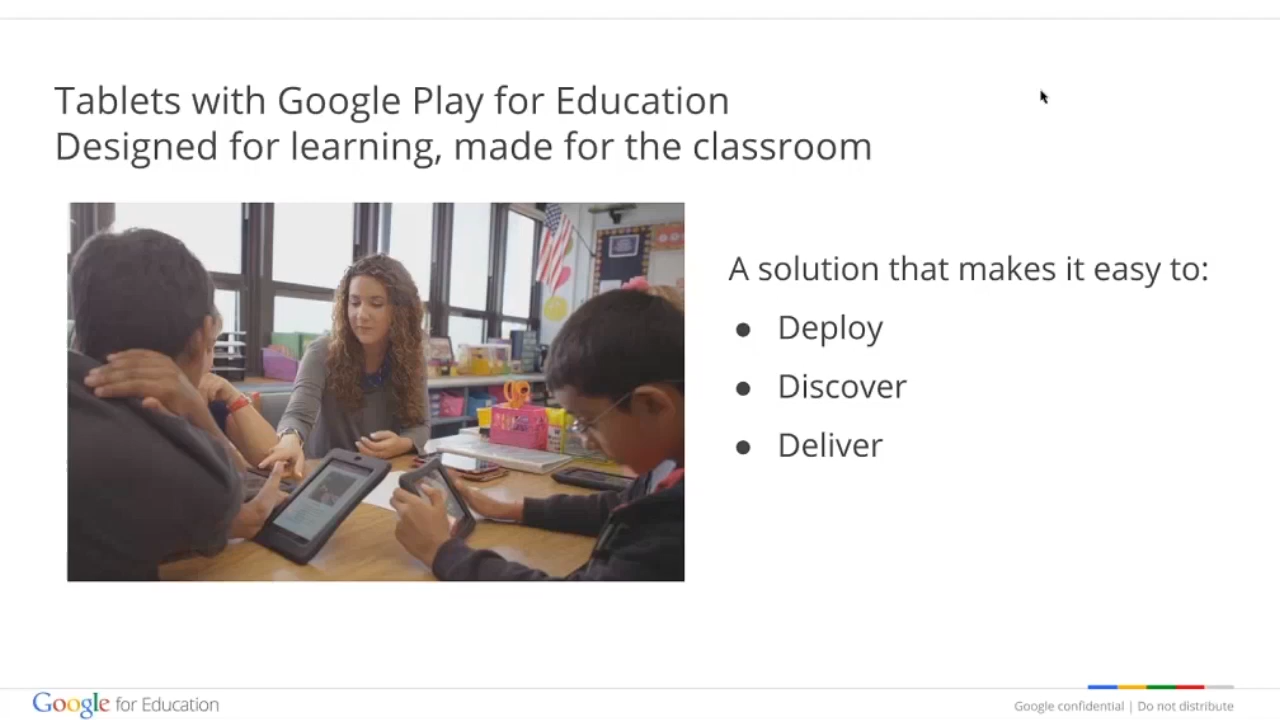 Tablets with Google Play for Education
Designed for learning, made for the classroom
A solution that makes it easy to:
● Deploy
● Discover
● Deliver
Google for Education
Google confidential | Do not distribute